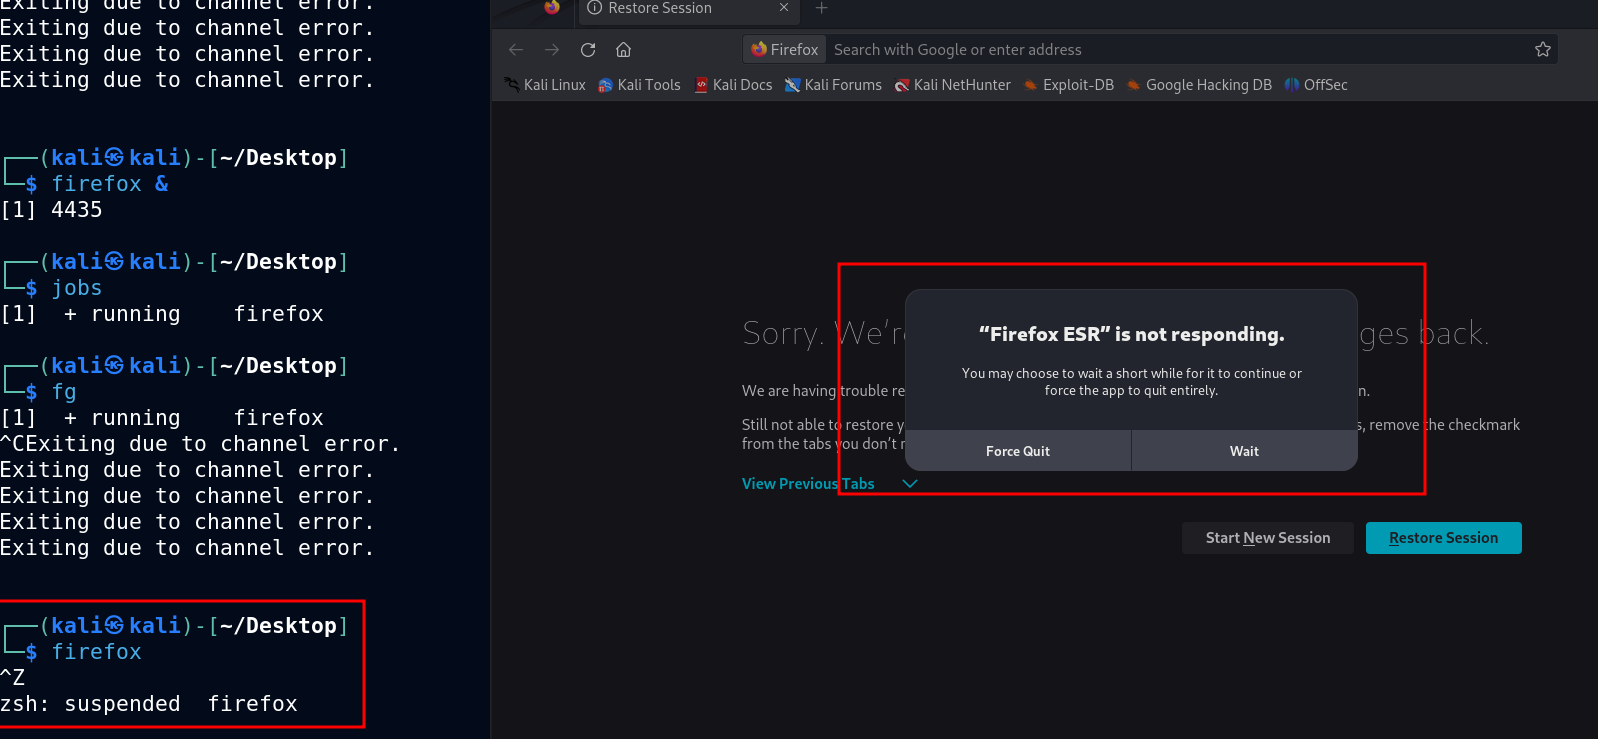 Exiting due to channel error.
Exiting due to channel error.
Exiting due to channel error.
Exiting due to channel error.
┌──(kali㉿kali)-[~/Desktop]
└─$ firefox &
[1] 4435
┌──(kali㉿kali)-[~/Desktop]
└─$ jobs
[1]  + running    firefox
┌──(kali㉿kali)-[~/Desktop]
└─$ fg
[1]  + running    firefox
^CExiting due to channel error.
Exiting due to channel error.
Exiting due to channel error.
Exiting due to channel error.
Exiting due to channel error.
┌──(kali㉿kali)-[~/Desktop]
└─$ firefox
^Z
zsh: suspended  firefox
Restore Session
Firefox Search with Google or enter address
Kali Linux Kali Tools Kali Docs Kali Forums Kali NetHunter Exploit-DB Google Hacking DB OffSec
Sorry. We're back.
We are having trouble
Still not able to restore remove the checkmark
from the tabs you don't
View Previous Tabs
"Firefox ESR" is not responding.
You may choose to wait a short while for it to continue or
force the app to quit entirely.
Force Quit Wait
Start New Session Restore Session